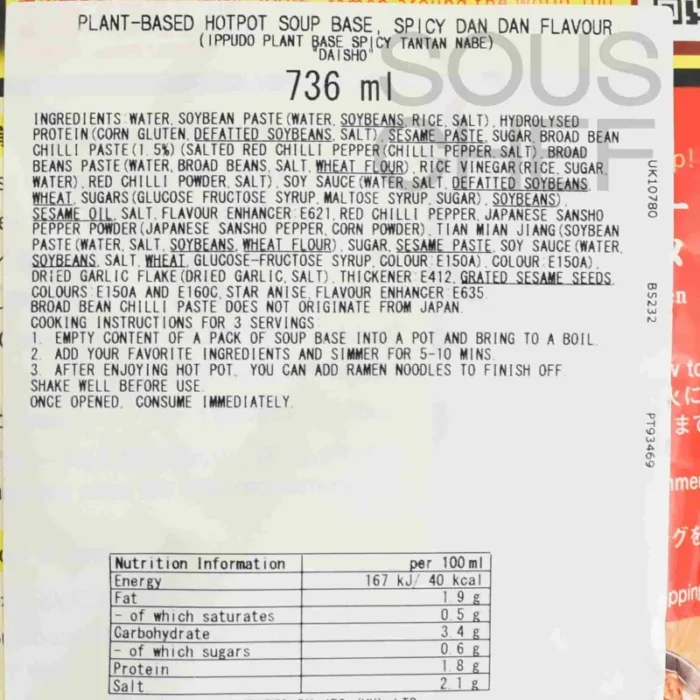 PLANT-BASED HOTPOT SOUP BASE, SPICY DAN DAN FLAVOUR
(IPPUDO PLANT BASE SPICY TANTAN NABE)
"DAISHO"
736 ml
SOUS
CHEF
INGREDIENTS:WATER, SOYBEAN PASTE(WATER, SOYBEANS, RICE, SALT), HYDROLYSED
PROTEIN(CORN GLUTEN, DEFATTED SOYBEANS, SALT), SESAME PASTE, SUGAR, BROAD BEAN
CHILLI PASTE(1.5%)(SALTED RED CHILLI PEPPER(CHILLI PEPPER, SALT), BROAD
BEANS PASTE(WATER, BROAD BEANS, SALT, WHEAT FLOUR), RICE VINEGAR(RICE, SUGAR,
WATER), RED CHILLI POWDER, SALT), SOY SAUCE(WATER, SALT, DEFATTED SOYBEANS,
WHEAT, SUGARS(GLUCOSE FRUCTOSE SYRUP, MALTOSE SYRUP, SUGAR), SOYBEANS),
SESAME OIL, SALT, FLAVOUR ENHANCER:E621, RED CHILLI PEPPER, JAPANESE SANSHO
PEPPER POWDER(JAPANESE SANSHO PEPPER, CORN POWDER), TIAN MIAN JIANG(SOYBEAN
PASTE(WATER, SALT, SOYBEANS, WHEAT FLOUR), SUGAR, SESAME PASTE, SOY SAUCE(WATER,
SOYBEANS, SALT, WHEAT, GLUCOSE-FRUCTOSE SYRUP, COLOUR:E150A), COLOUR:E150A),
DRIED GARLIC FLAKE(DRIED GARLIC, SALT), THICKENER:E412, GRATED SESAME SEEDS,
COLOURS:E150A AND E160C, STAR ANISE, FLAVOUR ENHANCER:E635.
BROAD BEAN CHILLI PASTE DOES NOT ORIGINATE FROM JAPAN.
COOKING INSTRUCTIONS FOR 3 SERVINGS:
1. EMPTY CONTENT OF A PACK OF SOUP BASE INTO A POT AND BRING TO A BOIL.
2. ADD YOUR FAVORITE INGREDIENTS AND SIMMER FOR 5-10 MINS.
3. AFTER ENJOYING HOT POT, YOU CAN ADD RAMEN NOODLES TO FINISH OFF.
SHAKE WELL BEFORE USE.
ONCE OPENED, CONSUME IMMEDIATELY.
UK10780
BS232
PT93469
Nutrition Information per 100ml
Energy 167 kJ/ 40 kcal
Fat 1.9 g
- of which saturates 0.5 g
Carbohydrate 3.4 g
- of which sugars 0.6 g
Protein 1.8 g
Salt 2.1 g